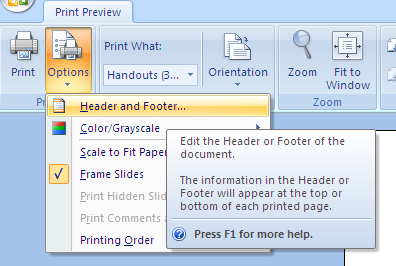 Print Preview
Print
Options
Print What:
Handouts (3...
Orientation
Zoom
Fit to
Window
Zoom
Header and Footer...
Color/Grayscale
Scale to Fit Paper
Frame Slides
Print Hidden Slid
Print Comments a
Printing Order
Edit the Header or Footer of the
document.
The information in the Header or
Footer will appear at the top or
bottom of each printed page.
Press F1 for more help.